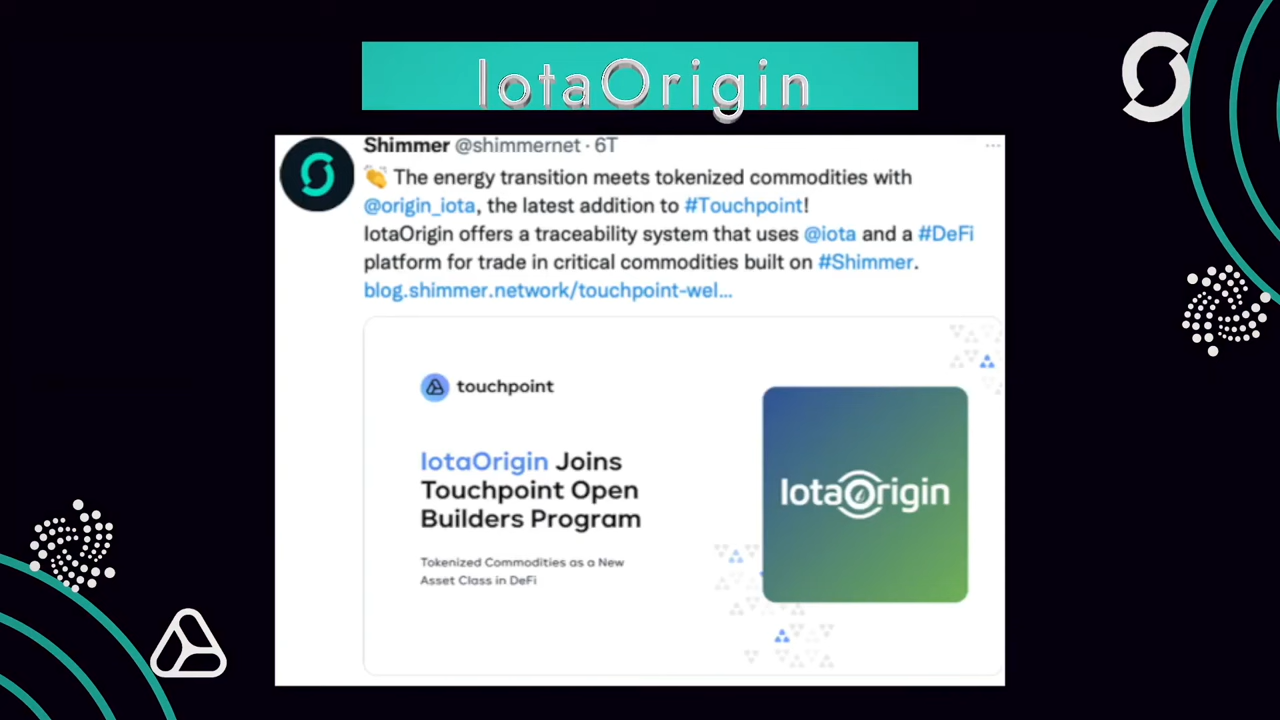 IotaOrigin
Shimmer @shimmernet · 6T
👏 The energy transition meets tokenized commodities with
@origin_iota, the latest addition to #Touchpoint!
IotaOrigin offers a traceability system that uses @iota and a #DeFi
platform for trade in critical commodities built on #Shimmer.
blog.shimmer.network/touchpoint-wel...
touchpoint
IotaOrigin Joins
Touchpoint Open
Builders Program
Tokenized Commodities as a New
Asset Class in DeFi
IotaOrigin